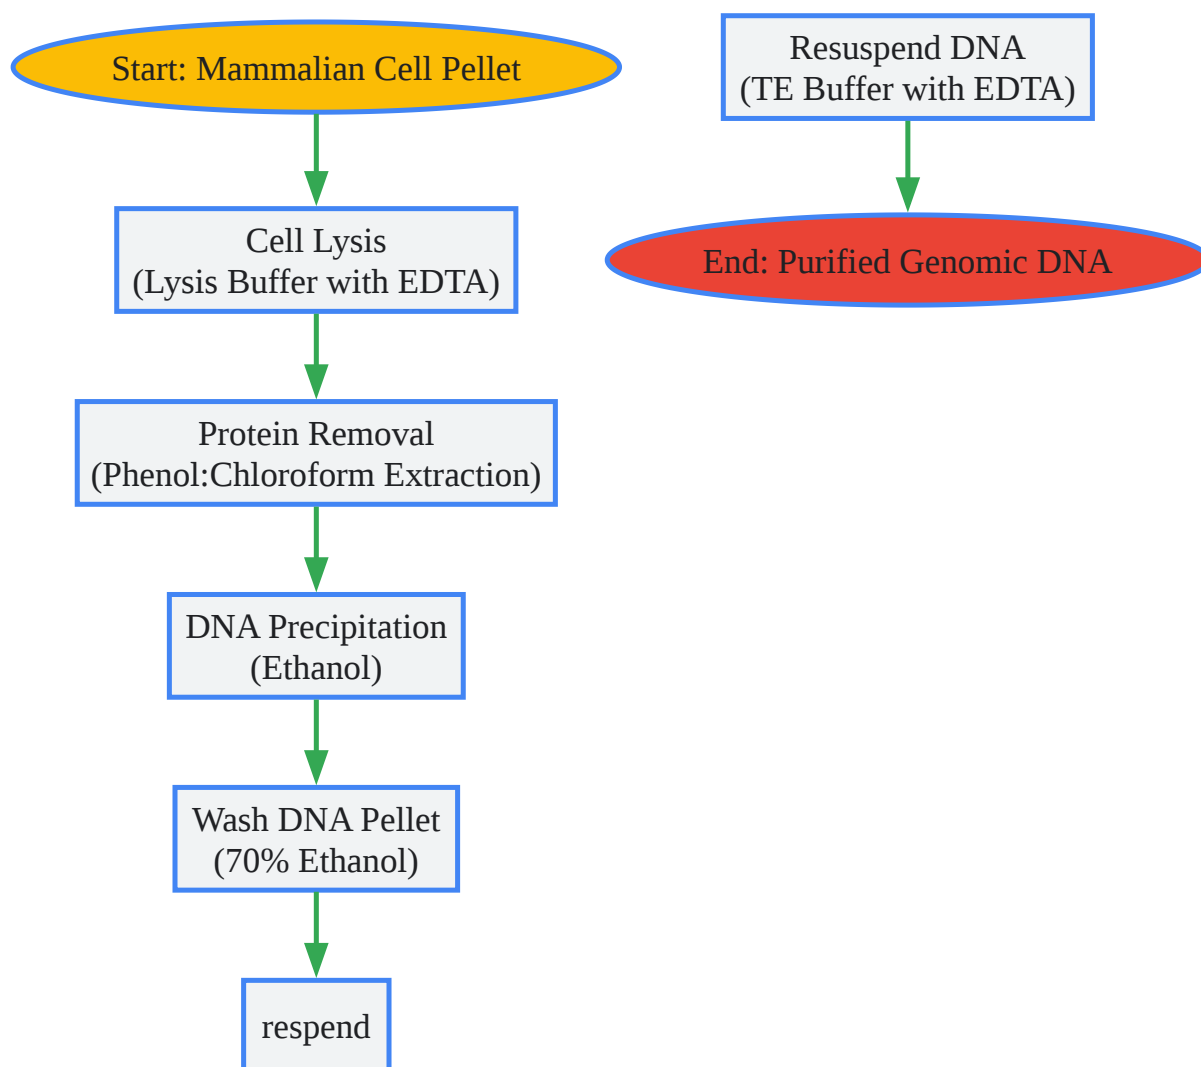 Start: Mammalian Cell Pellet
Cell Lysis
(Lysis Buffer with EDTA)
Protein Removal
(Phenol:Chloroform Extraction)
DNA Precipitation
(Ethanol)
Wash DNA Pellet
(70% Ethanol)
respend
Resuspend DNA
(TE Buffer with EDTA)
End: Purified Genomic DNA